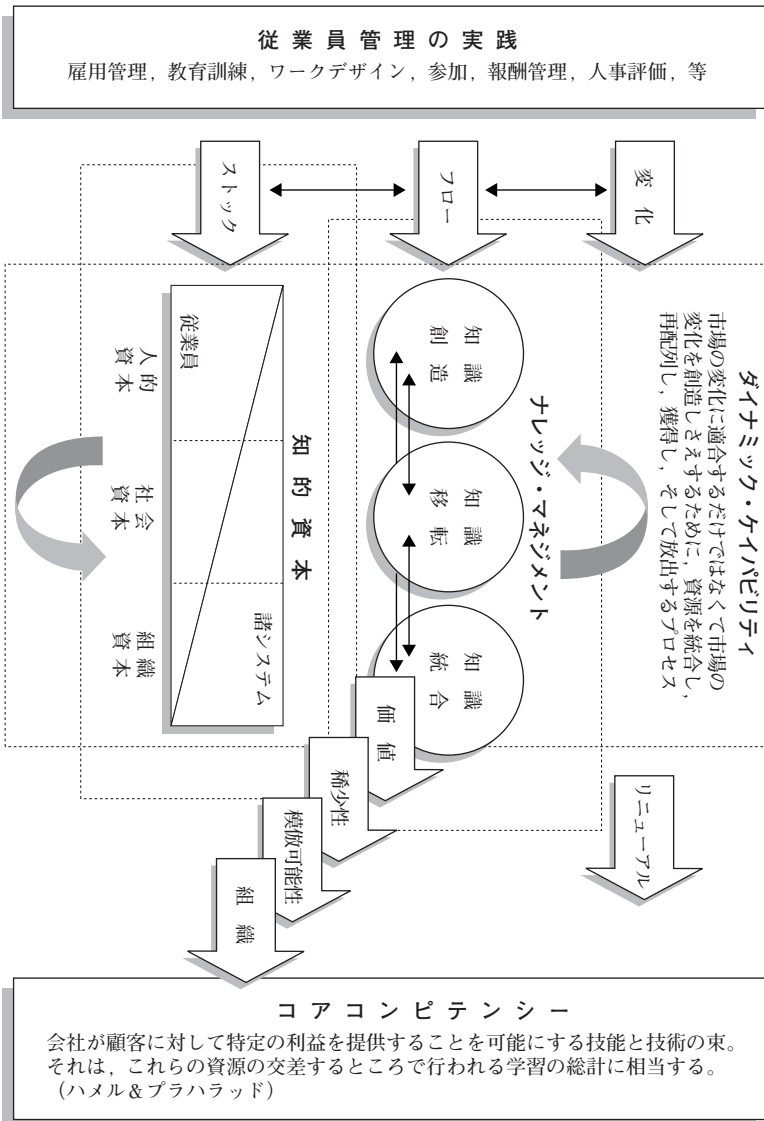 従業員管理の実践
雇用管理，教育訓練，ワークデザイン，参加，報酬管理，人事評価，等
変化
フロー
ストック
ダイナミック・ケイパビリティ
市場の変化に適合するだけではなくて市場の
変化を創造しさえするために，資源を統合し，
再配列し，獲得し，そして放出するプロセス
ナレッジ・マネジメント
知識
創造
知識
移転
知識
統合
知的資本
従業員
諸システム
人的
資本
社会
資本
組織
資本
価値
稀少性
模倣可能性
組織
リニューアル
コアコンピテンシー
会社が顧客に対して特定の利益を提供することを可能にする技能と技術の束。
それは，これらの資源の交差するところで行われる学習の総計に相当する。
（ハメル＆プラハラッド）